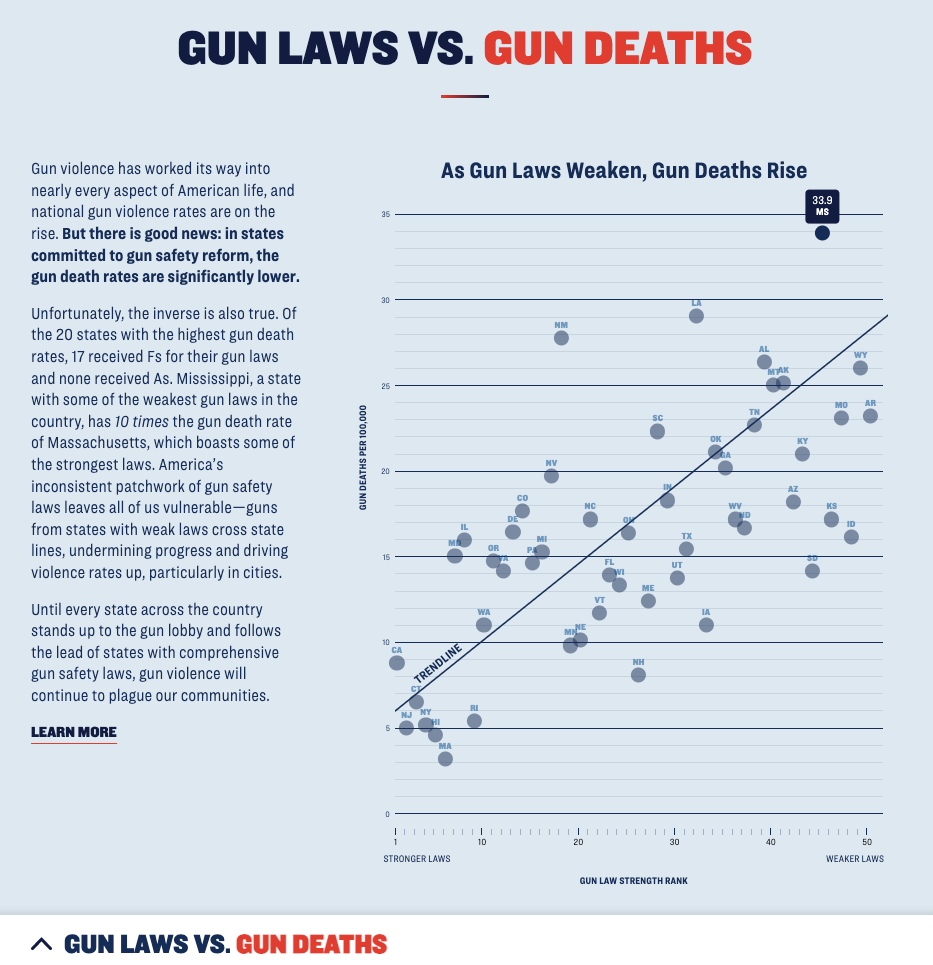 GUN LAWS VS. GUN DEATHS
Gun violence has worked its way into
nearly every aspect of American life, and
national gun violence rates are on the
rise. But there is good news: in states
committed to gun safety reform, the
gun death rates are significantly lower.
Unfortunately, the inverse is also true. Of
the 20 states with the highest gun death
rates, 17 received Fs for their gun laws
and none received As. Mississippi, a state
with some of the weakest gun laws in the
country, has 10 times the gun death rate
of Massachusetts, which boasts some of
the strongest laws. America's
inconsistent patchwork of gun safety
laws leaves all of us vulnerable—guns
from states with weak laws cross state
lines, undermining progress and driving
violence rates up, particularly in cities.
Until every state across the country
stands up to the gun lobby and follows
the lead of states with comprehensive
gun safety laws, gun violence will
continue to plague our communities.
LEARN MORE
As Gun Laws Weaken, Gun Deaths Rise
33.9
MS
35
30
25
20
15
10
5
0
GUN DEATHS PER 100,000
LA
NM
AL
MT
AK
WY
MO
AR
SC
TN
OK
GA
KY
NV
IN
AZ
CO
NC
WV
ND
KS
DE
OH
ID
IL
MI
TX
MD
OR
PA
VA
FL
WI
UT
SD
ME
VT
WA
IA
NE
MN
CA
NH
TRENDLINE
CT
NJ
NY
HI
RI
MA
1
10
20
30
40
50
STRONGER LAWS
WEAKER LAWS
GUN LAW STRENGTH RANK
GUN LAWS VS. GUN DEATHS